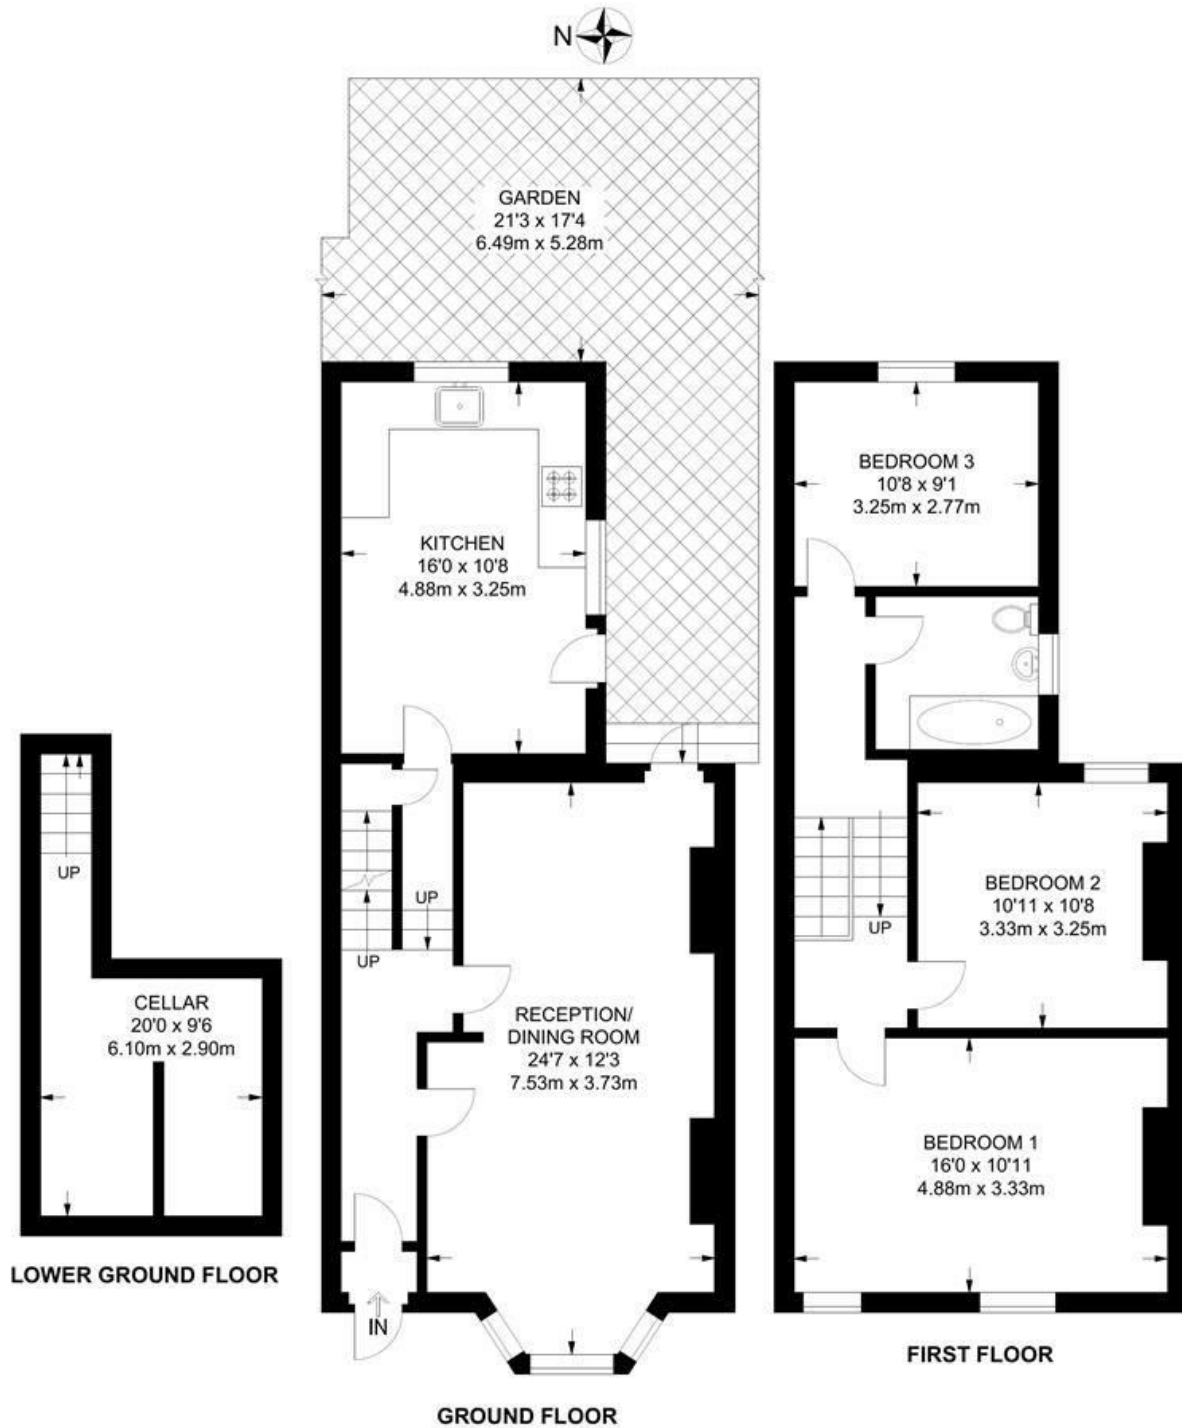 N
GARDEN
21'3 x 17'4
6.49m x 5.28m
KITCHEN
16'0 x 10'8
4.88m x 3.25m
UP
UP
RECEPTION/
DINING ROOM
24'7 x 12'3
7.53m x 3.73m
IN
GROUND FLOOR
UP
CELLAR
20'0 x 9'6
6.10m x 2.90m
LOWER GROUND FLOOR
BEDROOM 3
10'8 x 9'1
3.25m x 2.77m
BEDROOM 2
10'11 x 10'8
3.33m x 3.25m
UP
BEDROOM 1
16'0 x 10'11
4.88m x 3.33m
FIRST FLOOR